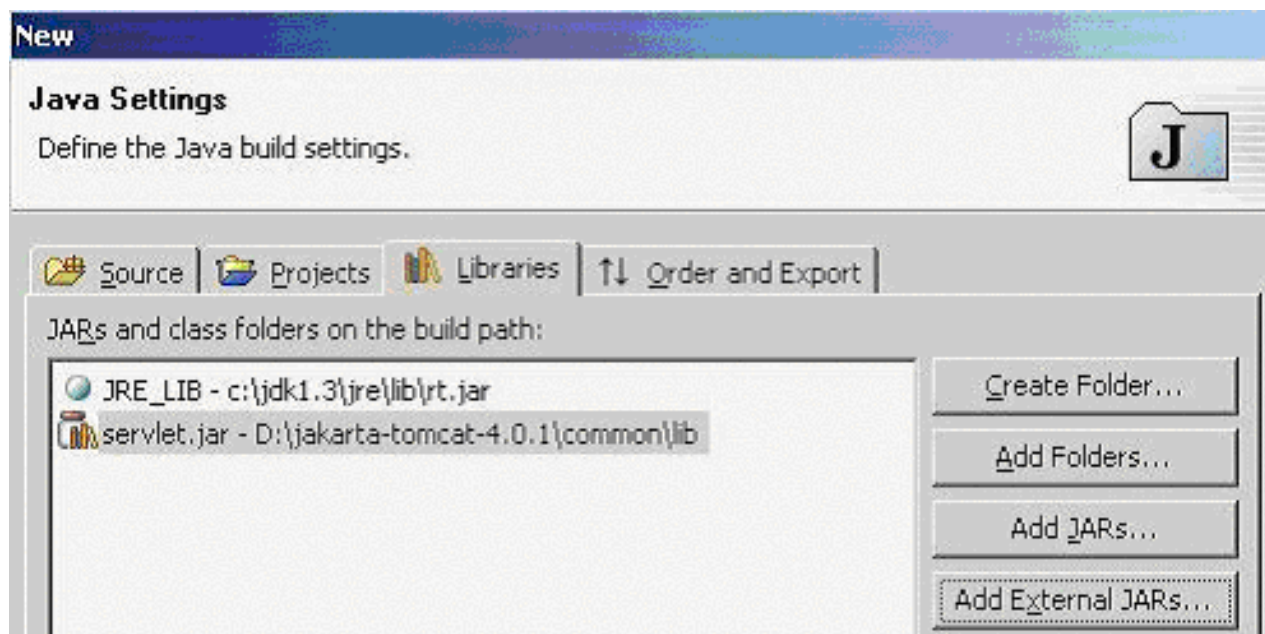 New
Java Settings
Define the Java build settings.
J
Source Projects Libraries ↑↓ Order and Export
JARs and class folders on the build path:
JRE_LIB - c:\jdk1.3\jre\lib\rt.jar
servlet.jar - D:\jakarta-tomcat-4.0.1\common\lib
Create Folder...
Add Folders...
Add JARs...
Add External JARs...